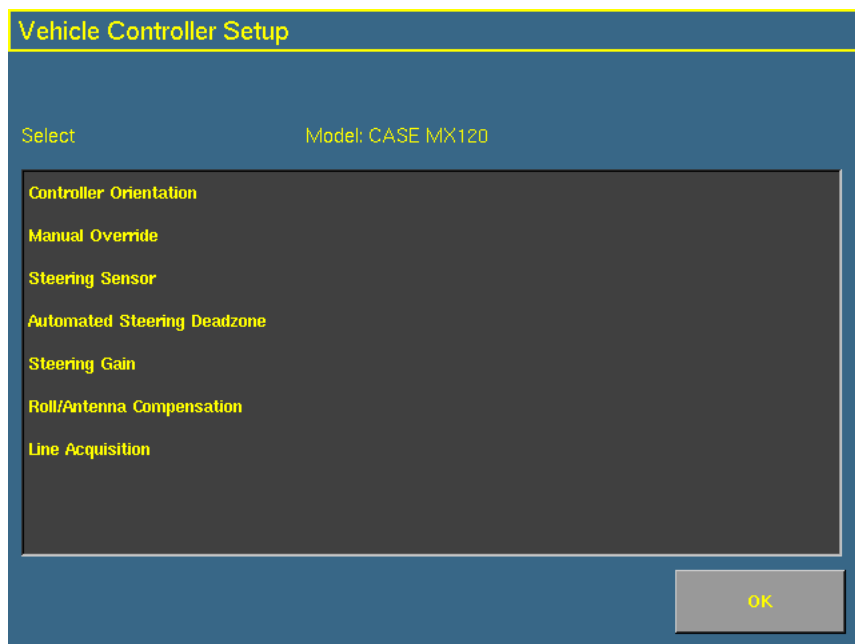 Vehicle Controller Setup
Select Model: CASE MX120
Controller Orientation
Manual Override
Steering Sensor
Automated Steering Deadzone
Steering Gain
Roll/Antenna Compensation
Line Acquisition
OK